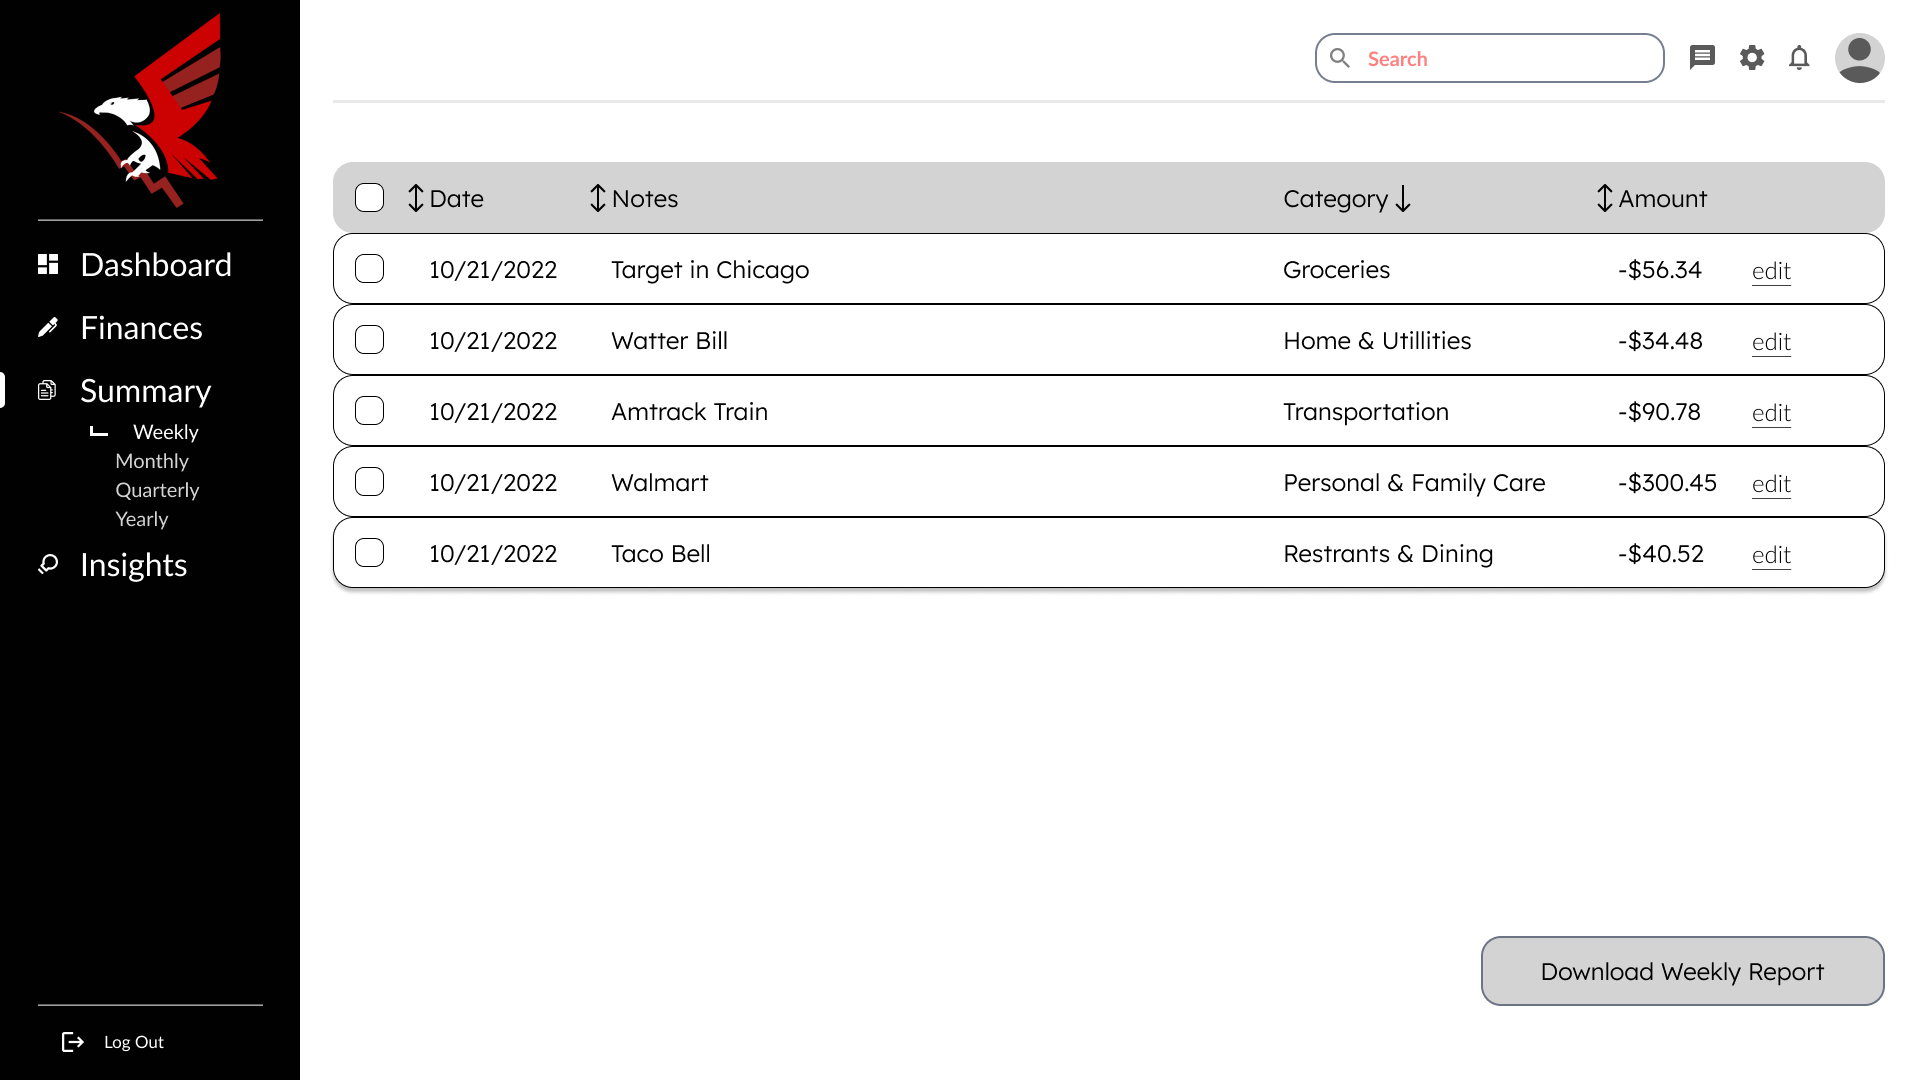 Search
Dashboard
Finances
Summary
Weekly
Monthly
Quarterly
Yearly
Insights
Log Out
Date Notes Category Amount
10/21/2022 Target in Chicago Groceries -$56.34 edit
10/21/2022 Watter Bill Home & Utillities -$34.48 edit
10/21/2022 Amtrack Train Transportation -$90.78 edit
10/21/2022 Walmart Personal & Family Care -$300.45 edit
10/21/2022 Taco Bell Restrants & Dining -$40.52 edit
Download Weekly Report